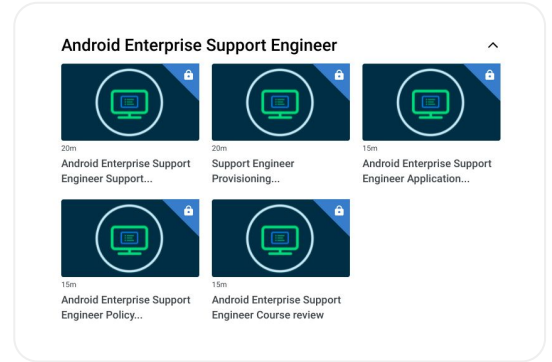 Android Enterprise Support Engineer
20m
Android Enterprise Support
Engineer Support...
20m
Support Engineer
Provisioning...
15m
Android Enterprise Support
Engineer Application...
15m
Android Enterprise Support
Engineer Policy...
15m
Android Enterprise Support
Engineer Course review